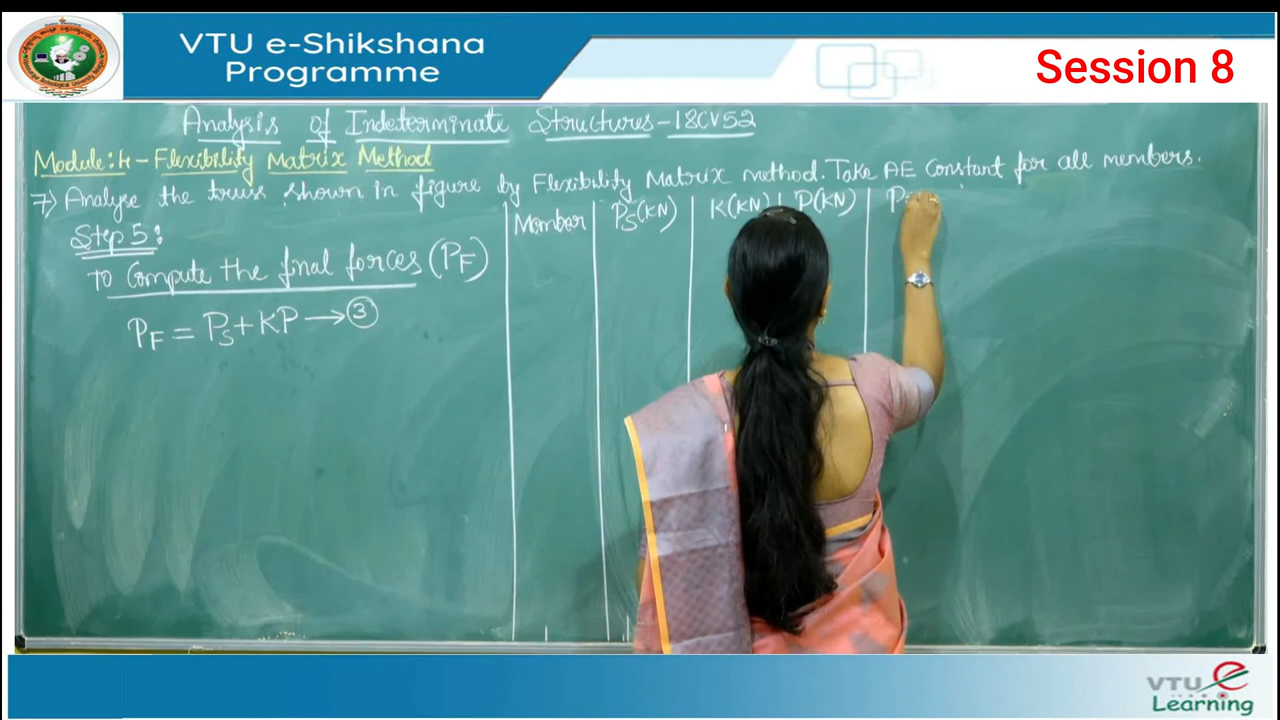 VTU e-Shikshana
Programme
Session 8
Analysis of Indeterminate Structures-18CV52
Module:4-Flexibility Matrix Method
7) Analyse the truss shown in figure by Flexibility Matrix method. Take AE Constant for all members.
Step 5:
To Compute the final forces (PF)
PF = PS + KP → ③
Member PS(KN) K(KN) P(KN)
VTU e
Learning